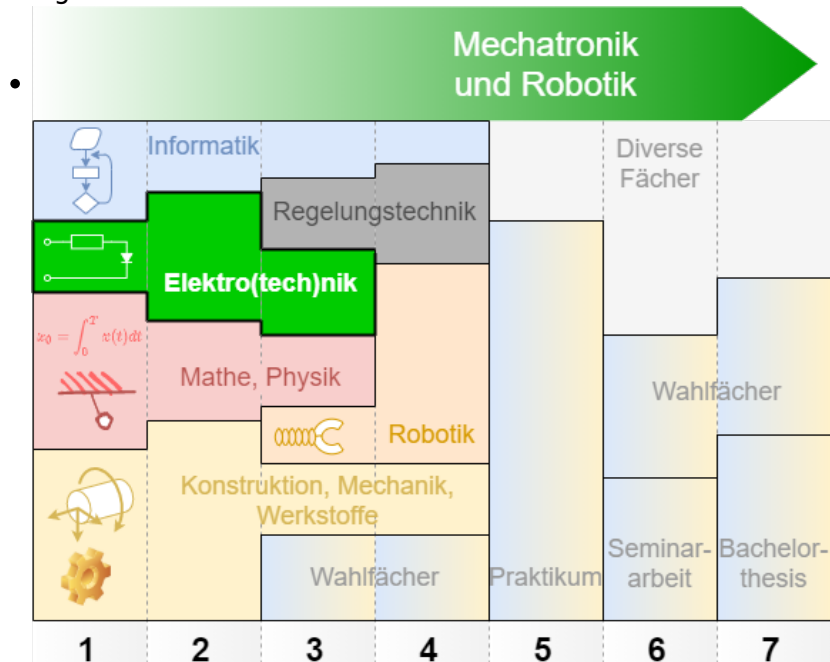 Mechatronik
und Robotik
Informatik
Diverse
Fächer
Regelungstechnik
Elektro(tech)nik
x₀ = ∫₀ᵀ x(t)dt
Mathe, Physik
Wahlfächer
Robotik
Konstruktion, Mechanik,
Werkstoffe
Wahlfächer
Praktikum
Seminar-
arbeit
Bachelor-
thesis
1 2 3 4 5 6 7